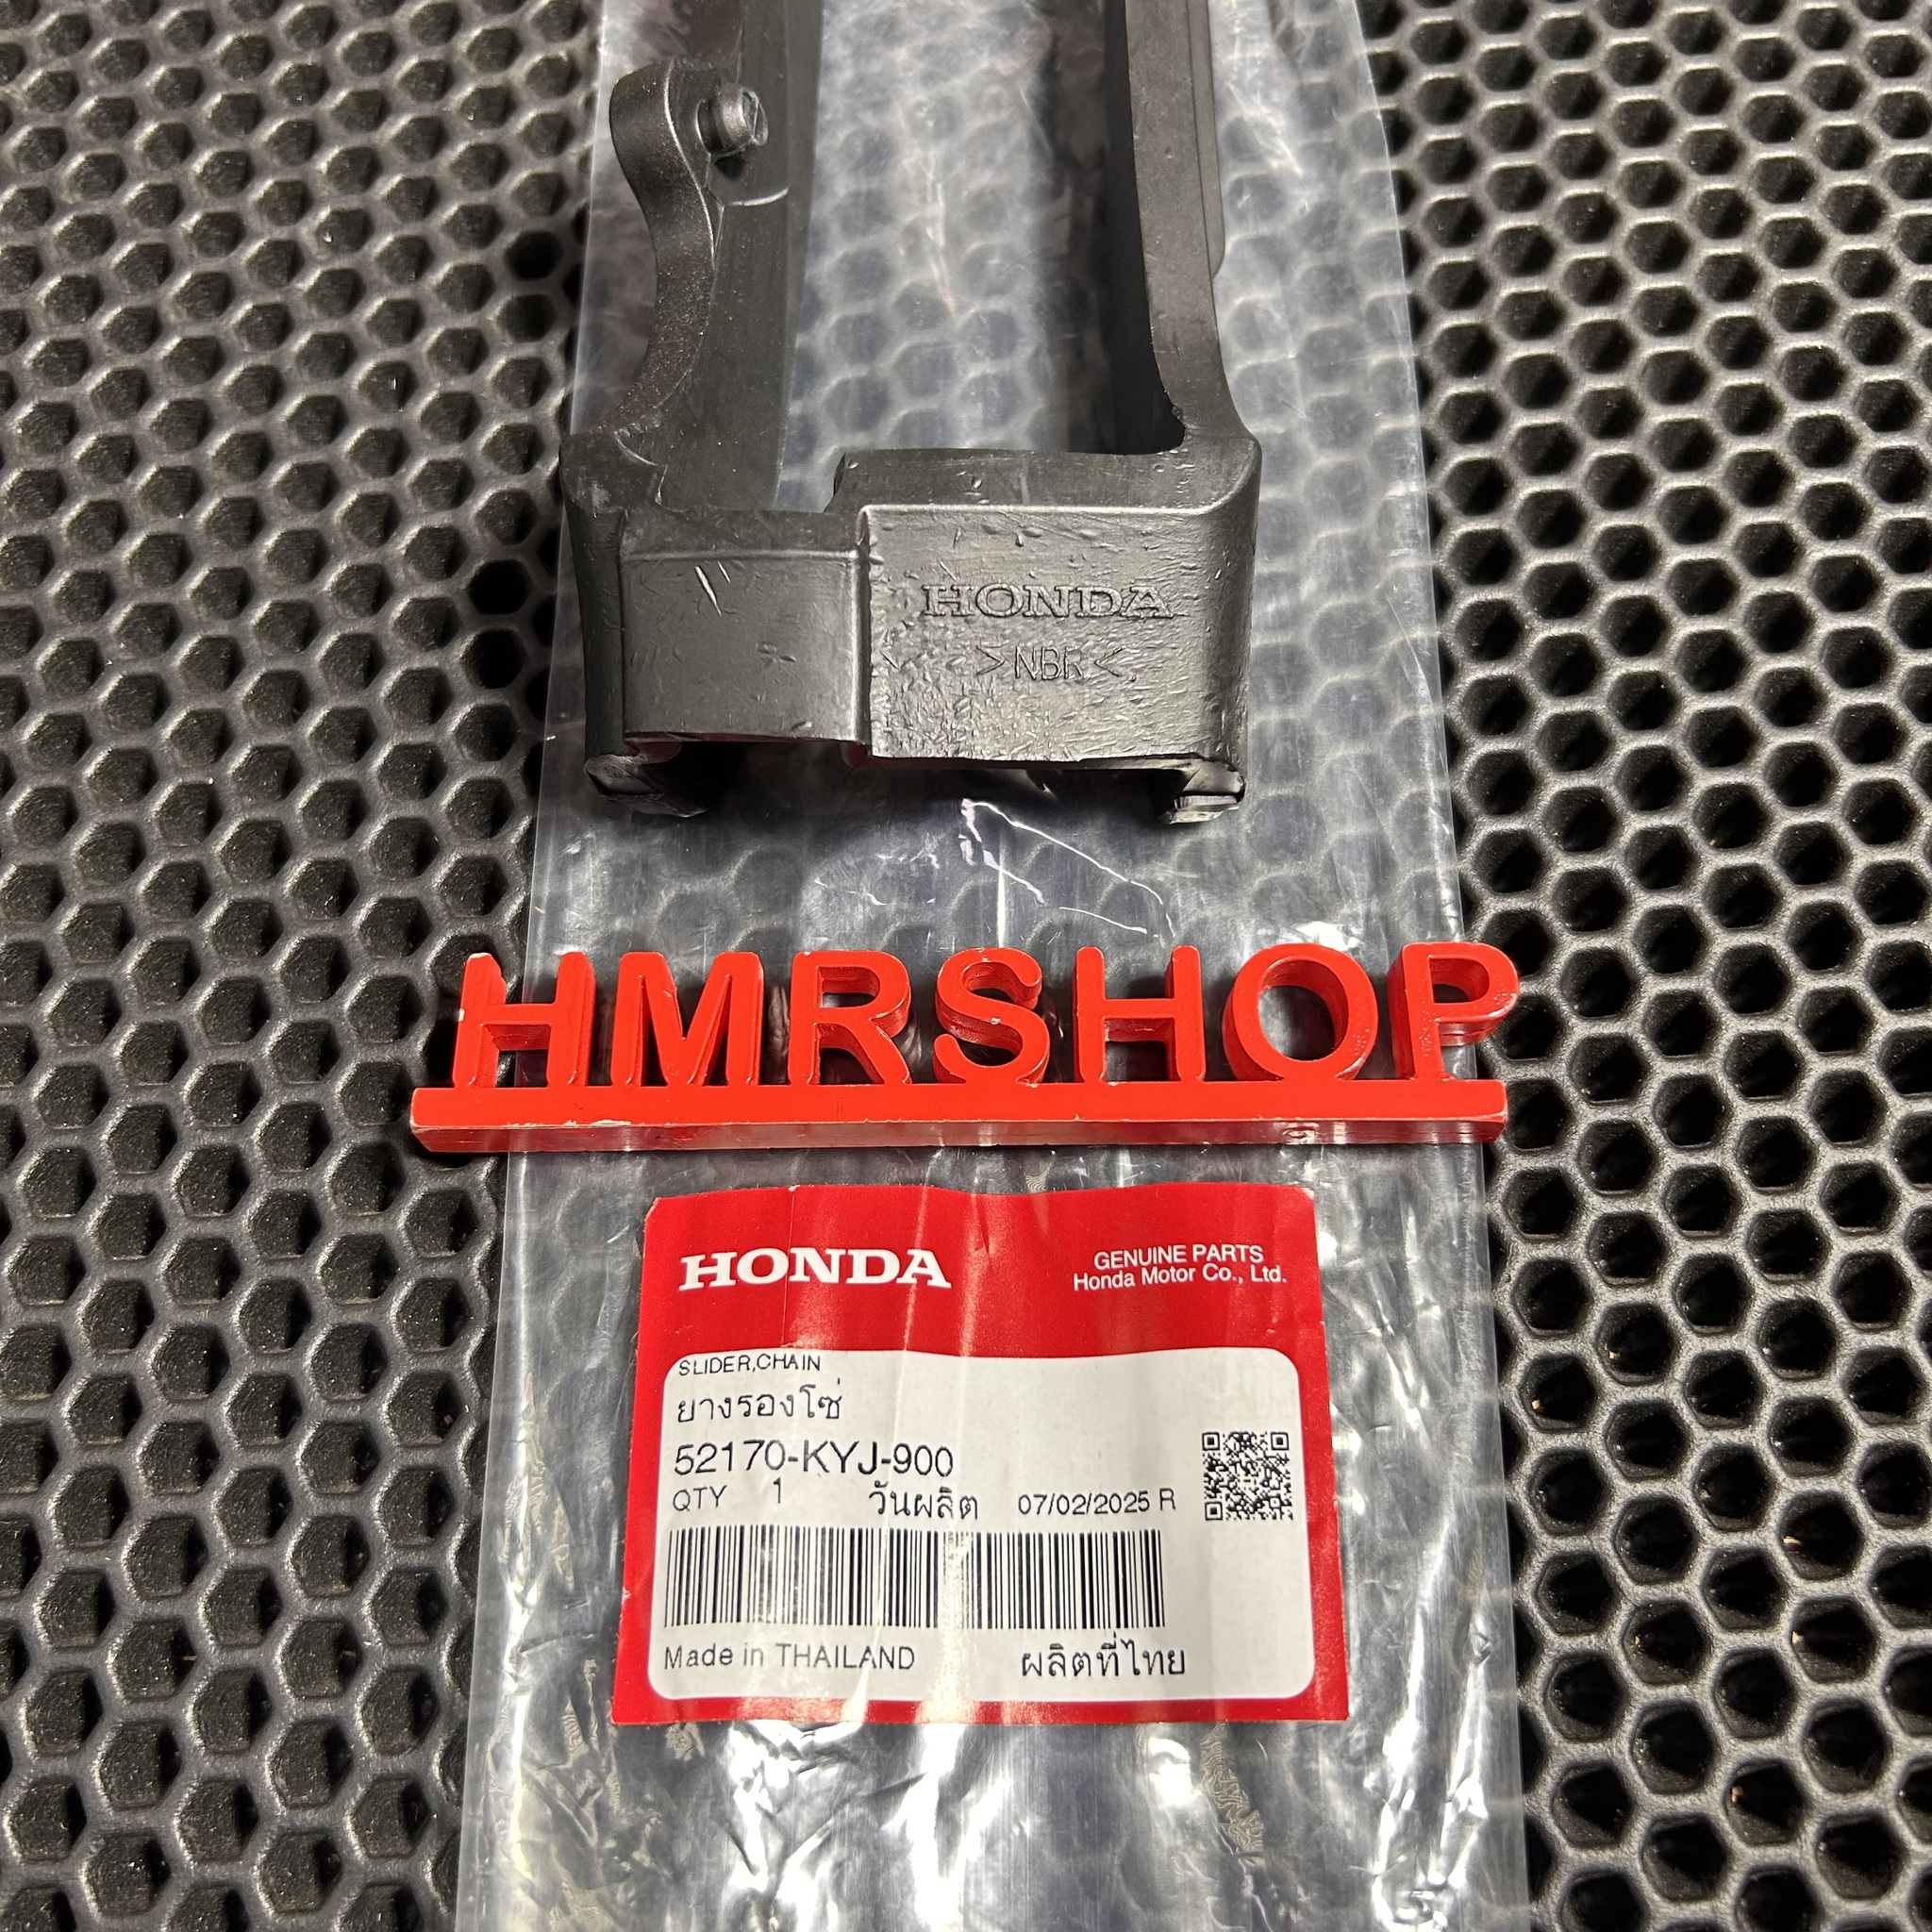 HONDA
>NBR<
HMRSHOP
HONDA
GENUINE PARTS
Honda Motor Co., Ltd.
SLIDER,CHAIN
ยางรองโซ่
52170-KYJ-900
QTY 1 วันผลิต 07/02/2025 R
Made in THAILAND ผลิตที่ไทย